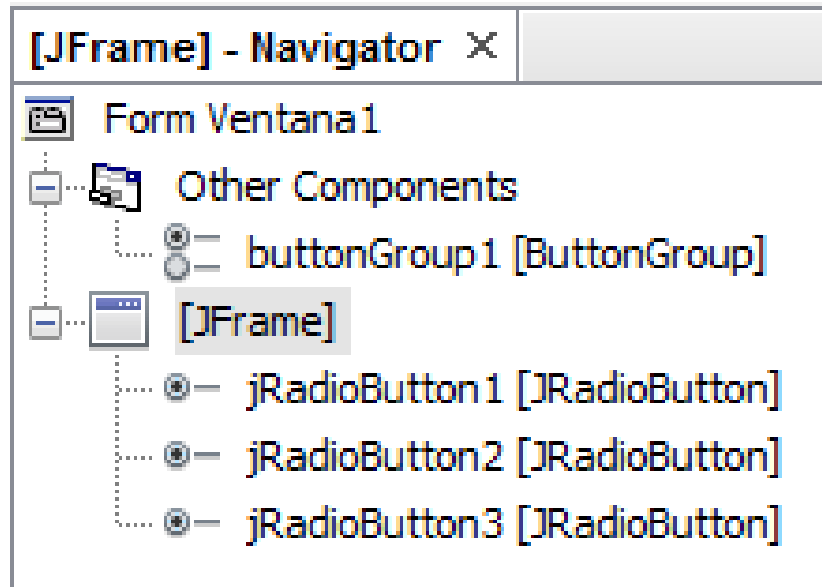 [JFrame] - Navigator
Form Ventana1
Other Components
buttonGroup1 [ButtonGroup]
[JFrame]
jRadioButton1 [JRadioButton]
jRadioButton2 [JRadioButton]
jRadioButton3 [JRadioButton]